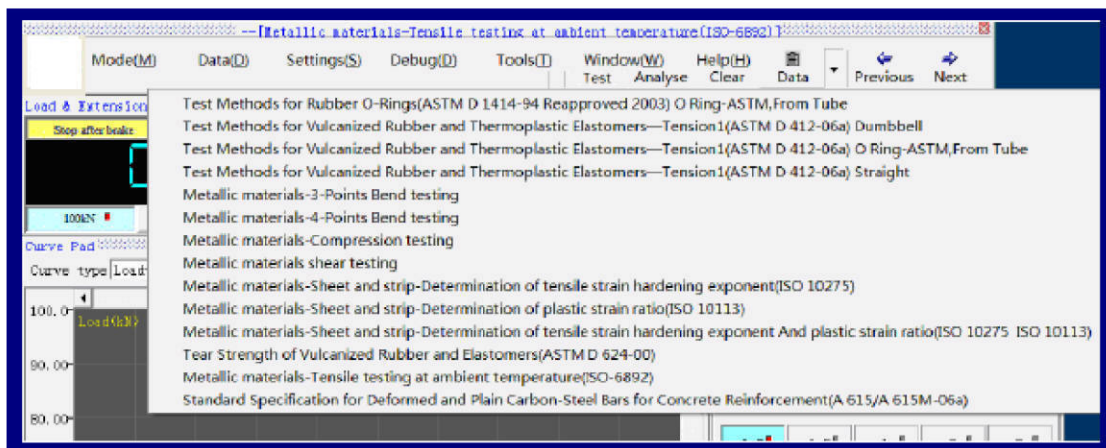 --[Metallic materials-Tensile testing at ambient temperature(ISO-6892)]
Mode(M) Data(D) Settings(S) Debug(D) Tools(T) Window(W) Help(H)
Test Analyse Clear Data Previous Next
Load & Extension
Stop after brake
100kN
Curve Pad
Curve type Load
100.0
Load(kN)
90.00
80.00
Test Methods for Rubber O-Rings(ASTM D 1414-94 Reapproved 2003) O Ring-ASTM,From Tube
Test Methods for Vulcanized Rubber and Thermoplastic Elastomers—Tension1(ASTM D 412-06a) Dumbbell
Test Methods for Vulcanized Rubber and Thermoplastic Elastomers—Tension1(ASTM D 412-06a) O Ring-ASTM,From Tube
Test Methods for Vulcanized Rubber and Thermoplastic Elastomers—Tension1(ASTM D 412-06a) Straight
Metallic materials-3-Points Bend testing
Metallic materials-4-Points Bend testing
Metallic materials-Compression testing
Metallic materials shear testing
Metallic materials-Sheet and strip-Determination of tensile strain hardening exponent(ISO 10275)
Metallic materials-Sheet and strip-Determination of plastic strain ratio(ISO 10113)
Metallic materials-Sheet and strip-Determination of tensile strain hardening exponent And plastic strain ratio(ISO 10275 ISO 10113)
Tear Strength of Vulcanized Rubber and Elastomers(ASTM D 624-00)
Metallic materials-Tensile testing at ambient temperature(ISO-6892)
Standard Specification for Deformed and Plain Carbon-Steel Bars for Concrete Reinforcement(A 615/A 615M-06a)